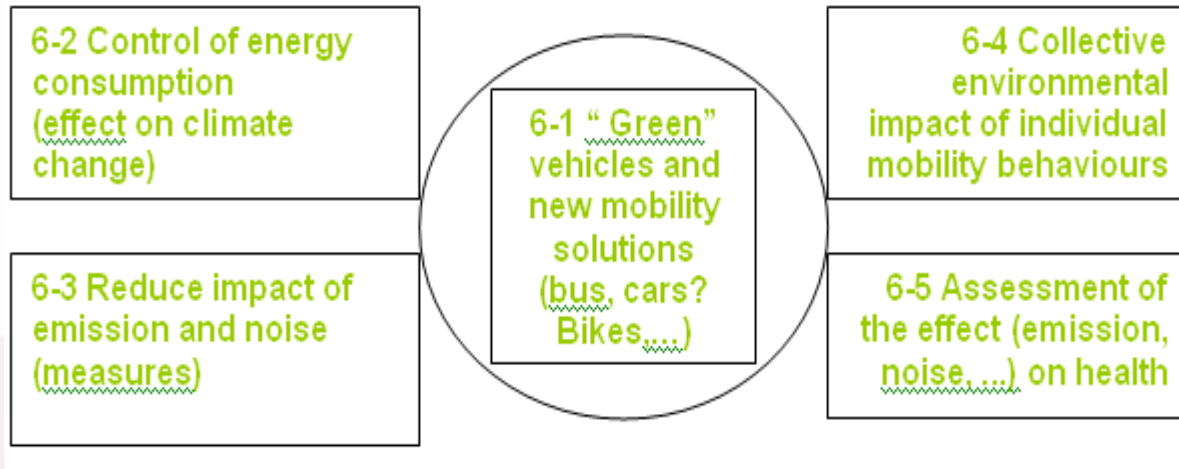 6-2 Control of energy
consumption
(effect on climate
change)
6-3 Reduce impact of
emission and noise
(measures)
6-1 “ Green”
vehicles and
new mobility
solutions
(bus, cars?
Bikes,...)
6-4 Collective
environmental
impact of individual
mobility behaviours
6-5 Assessment of
the effect (emission,
noise, ...) on health